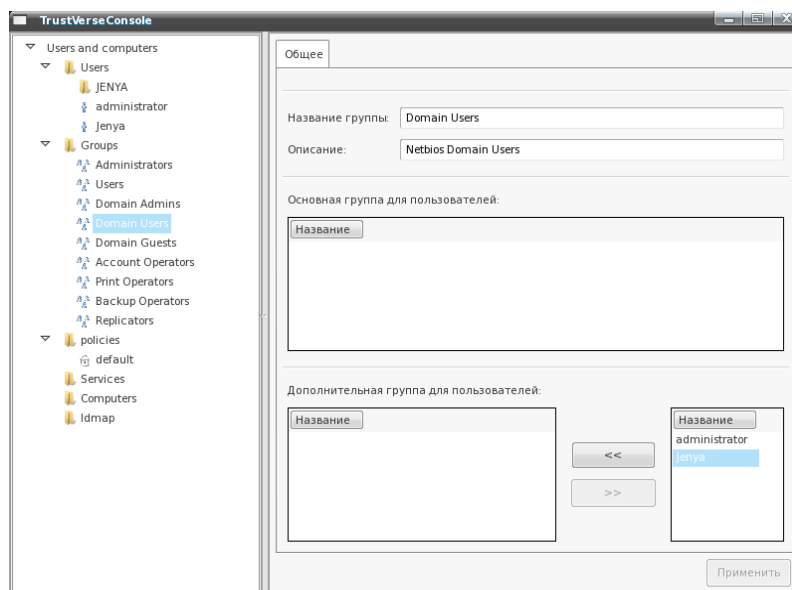 TrustVerseConsole
Users and computers
Users
JENYA
administrator
Jenya
Groups
Administrators
Users
Domain Admins
Domain Users
Domain Guests
Account Operators
Print Operators
Backup Operators
Replicators
policies
default
Services
Computers
Idmap
Общее
Название группы: Domain Users
Описание: Netbios Domain Users
Основная группа для пользователей:
Название
Дополнительная группа для пользователей:
Название
<<
>>
Название
administrator
Jenya
Применить